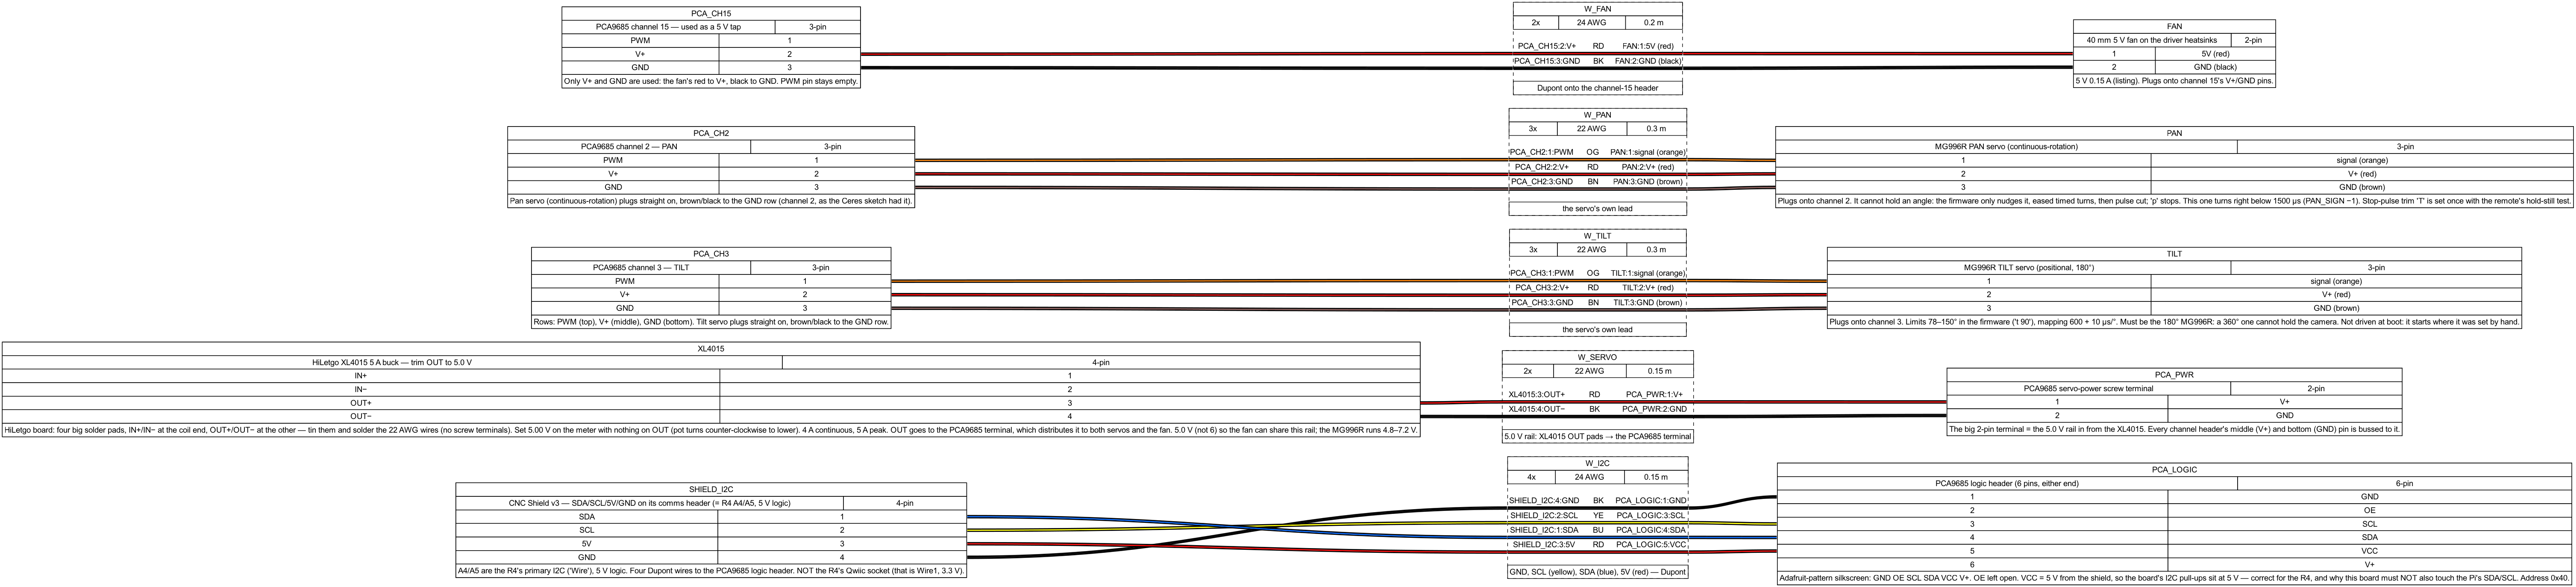 PCA_CH15
PCA9685 channel 15 — used as a 5 V tap 3-pin
PWM 1
V+ 2
GND 3
Only V+ and GND are used: the fan's red to V+, black to GND. PWM pin stays empty.
W_FAN
2x 24 AWG 0.2 m
PCA_CH15:2:V+ RD FAN:1:5V (red)
PCA_CH15:3:GND BK FAN:2:GND (black)
Dupont onto the channel-15 header
FAN
40 mm 5 V fan on the driver heatsinks 2-pin
1 5V (red)
2 GND (black)
5 V 0.15 A (listing). Plugs onto channel 15's V+/GND pins.
PCA_CH2
PCA9685 channel 2 — PAN 3-pin
PWM 1
V+ 2
GND 3
Pan servo (continuous-rotation) plugs straight on, brown/black to the GND row (channel 2, as the Ceres sketch had it).
W_PAN
3x 22 AWG 0.3 m
PCA_CH2:1:PWM OG PAN:1:signal (orange)
PCA_CH2:2:V+ RD PAN:2:V+ (red)
PCA_CH2:3:GND BN PAN:3:GND (brown)
the servo's own lead
PAN
MG996R PAN servo (continuous-rotation) 3-pin
1 signal (orange)
2 V+ (red)
3 GND (brown)
Plugs onto channel 2. It cannot hold an angle: the firmware only nudges it, eased timed turns, then pulse cut; 'p' stops. This one turns right below 1500 µs (PAN_SIGN −1). Stop-pulse trim 'T' is set once with the remote's hold-still test.
PCA_CH3
PCA9685 channel 3 — TILT 3-pin
PWM 1
V+ 2
GND 3
Rows: PWM (top), V+ (middle), GND (bottom). Tilt servo plugs straight on, brown/black to the GND row.
W_TILT
3x 22 AWG 0.3 m
PCA_CH3:1:PWM OG TILT:1:signal (orange)
PCA_CH3:2:V+ RD TILT:2:V+ (red)
PCA_CH3:3:GND BN TILT:3:GND (brown)
the servo's own lead
TILT
MG996R TILT servo (positional, 180°) 3-pin
1 signal (orange)
2 V+ (red)
3 GND (brown)
Plugs onto channel 3. Limits 78–150° in the firmware ('t 90'), mapping 600 + 10 µs/°. Must be the 180° MG996R: a 360° one cannot hold the camera. Not driven at boot: it starts where it was set by hand.
XL4015
HiLetgo XL4015 5 A buck — trim OUT to 5.0 V 4-pin
IN+ 1
IN− 2
OUT+ 3
OUT− 4
HiLetgo board: four big solder pads, IN+/IN− at the coil end, OUT+/OUT− at the other — tin them and solder the 22 AWG wires (no screw terminals). Set 5.00 V on the meter with nothing on OUT (pot turns counter-clockwise to lower). 4 A continuous, 5 A peak. OUT goes to the PCA9685 terminal, which distributes it to both servos and the fan. 5.0 V (not 6) so the fan can share this rail; the MG996R runs 4.8–7.2 V.
W_SERVO
2x 22 AWG 0.15 m
XL4015:3:OUT+ RD PCA_PWR:1:V+
XL4015:4:OUT− BK PCA_PWR:2:GND
5.0 V rail: XL4015 OUT pads → the PCA9685 terminal
PCA_PWR
PCA9685 servo-power screw terminal 2-pin
1 V+
2 GND
The big 2-pin terminal = the 5.0 V rail in from the XL4015. Every channel header's middle (V+) and bottom (GND) pin is bussed to it.
SHIELD_I2C
CNC Shield v3 — SDA/SCL/5V/GND on its comms header (= R4 A4/A5, 5 V logic) 4-pin
SDA 1
SCL 2
5V 3
GND 4
A4/A5 are the R4's primary I2C ('Wire'), 5 V logic. Four Dupont wires to the PCA9685 logic header. NOT the R4's Qwiic socket (that is Wire1, 3.3 V).
W_I2C
4x 24 AWG 0.15 m
SHIELD_I2C:4:GND BK PCA_LOGIC:1:GND
SHIELD_I2C:2:SCL YE PCA_LOGIC:3:SCL
SHIELD_I2C:1:SDA BU PCA_LOGIC:4:SDA
SHIELD_I2C:3:5V RD PCA_LOGIC:5:VCC
GND, SCL (yellow), SDA (blue), 5V (red) — Dupont
PCA_LOGIC
PCA9685 logic header (6 pins, either end) 6-pin
1 GND
2 OE
3 SCL
4 SDA
5 VCC
6 V+
Adafruit-pattern silkscreen: GND OE SCL SDA VCC V+. OE left open. VCC = 5 V from the shield, so the board's I2C pull-ups sit at 5 V — correct for the R4, and why this board must NOT also touch the Pi's SDA/SCL. Address 0x40.